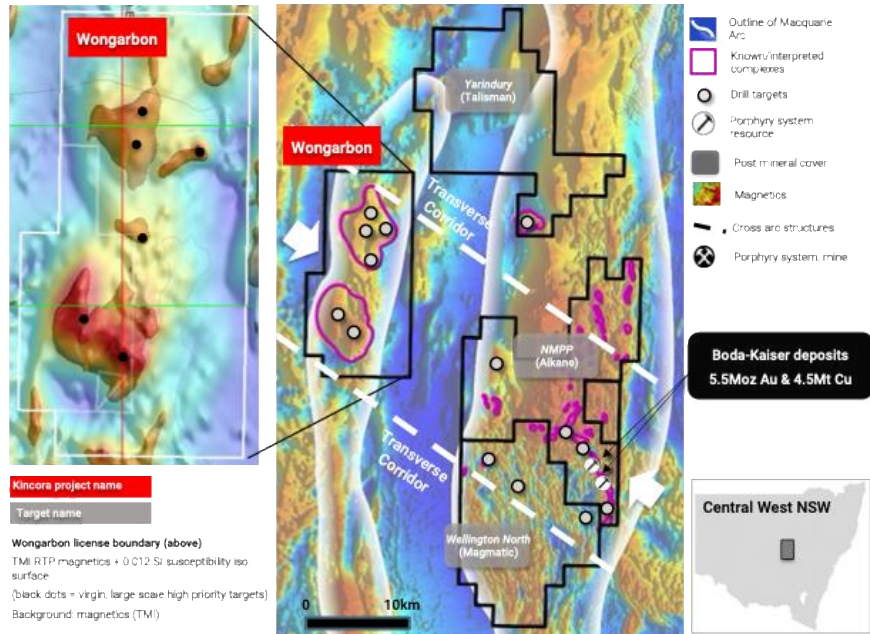 Wongarbon
Yarindury
(Talisman)
Wongarbon
Transverse
Corridor
NMPP
(Alkane)
Transverse
Corridor
Wellington North
(Magmatic)
0 10km
Outline of Macquarie
Arc
Known/interpreted
complexes
Drill targets
Porphyry system
resource
Post mineral cover
Magnetics
Cross arc structures
Porphyry system. mine
Boda-Kaiser deposits
5.5Moz Au & 4.5Mt Cu
Central West NSW
Kincora project name
Target name
Wongarbon license boundary (above)
TMI RTP magnetics + 0.012 SI susceptibility iso
surface
(black dots = virgin, large scale high priority targets)
Background: magnetics (TMI)